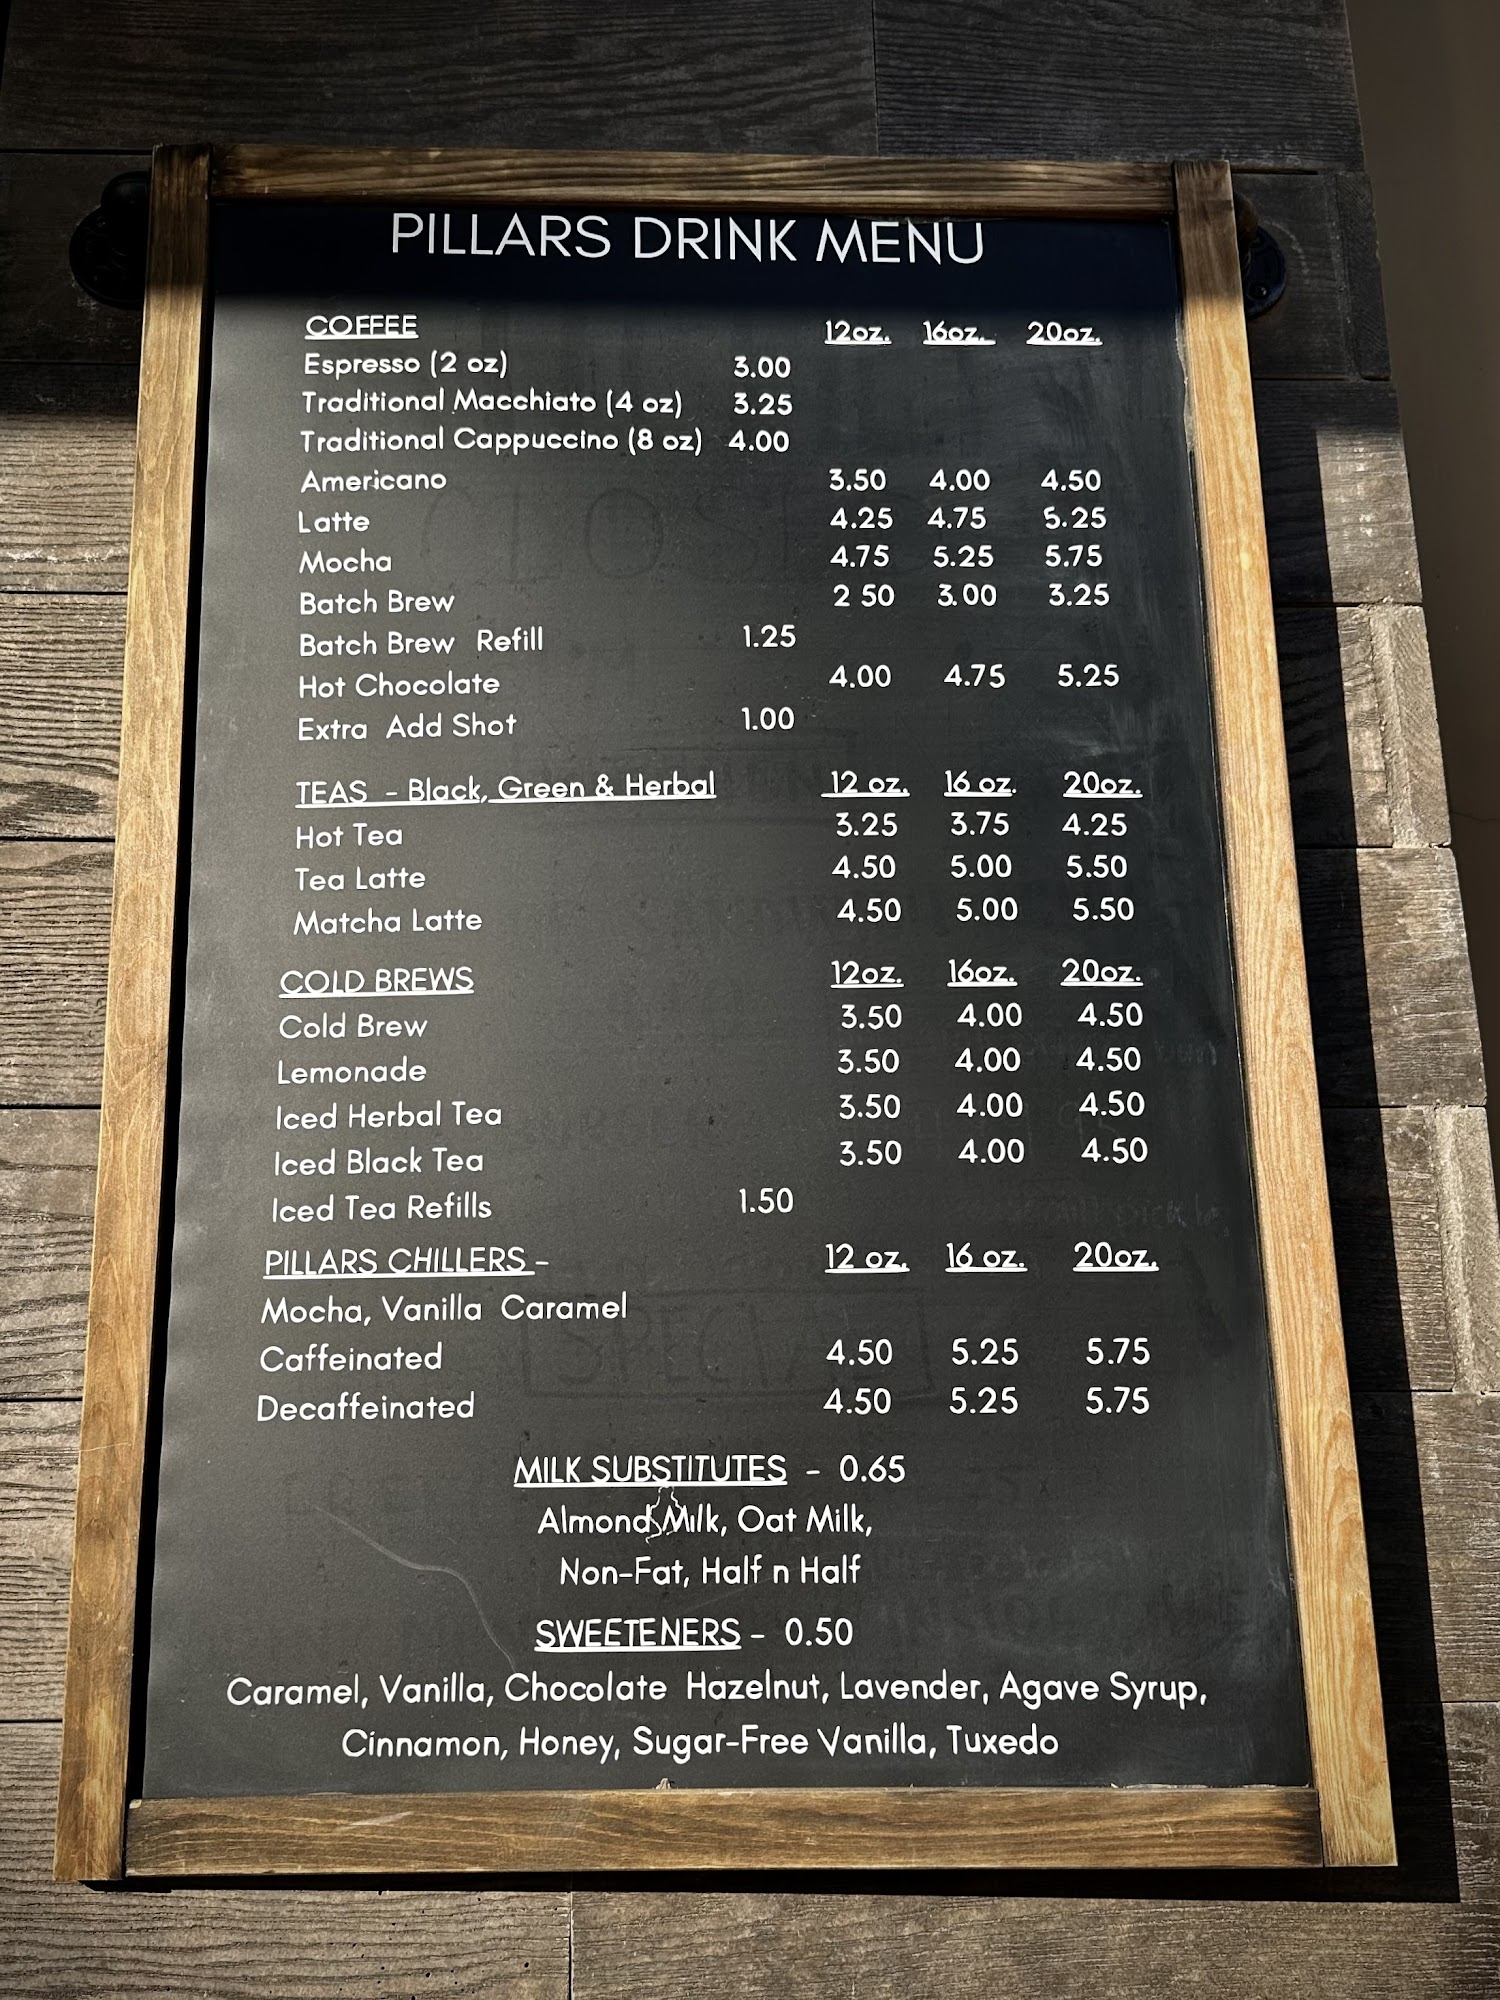 PILLARS DRINK MENU
COFFEE 12oz. 16oz. 20oz.
Espresso (2 oz) 3.00
Traditional Macchiato (4 oz) 3.25
Traditional Cappuccino (8 oz) 4.00
Americano 3.50 4.00 4.50
Latte 4.25 4.75 5.25
Mocha 4.75 5.25 5.75
Batch Brew 2 50 3.00 3.25
Batch Brew Refill 1.25
Hot Chocolate 4.00 4.75 5.25
Extra Add Shot 1.00
TEAS - Black, Green & Herbal 12 oz. 16 oz. 20oz.
Hot Tea 3.25 3.75 4.25
Tea Latte 4.50 5.00 5.50
Matcha Latte 4.50 5.00 5.50
COLD BREWS 12oz. 16oz. 20oz.
Cold Brew 3.50 4.00 4.50
Lemonade 3.50 4.00 4.50
Iced Herbal Tea 3.50 4.00 4.50
Iced Black Tea 3.50 4.00 4.50
Iced Tea Refills 1.50
PILLARS CHILLERS - 12 oz. 16 oz. 20oz.
Mocha, Vanilla Caramel
Caffeinated 4.50 5.25 5.75
Decaffeinated 4.50 5.25 5.75
MILK SUBSTITUTES - 0.65
Almond Milk, Oat Milk,
Non-Fat, Half n Half
SWEETENERS - 0.50
Caramel, Vanilla, Chocolate Hazelnut, Lavender, Agave Syrup,
Cinnamon, Honey, Sugar-Free Vanilla, Tuxedo